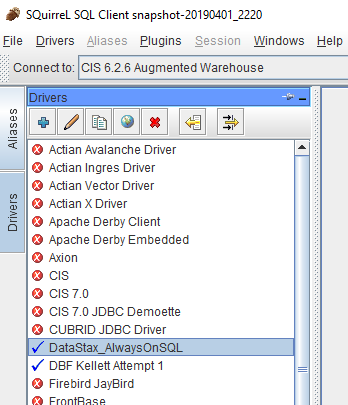 SQuirreL SQL Client snapshot-20190401_2220
File Drivers Aliases Plugins Session Windows Help
Connect to: CIS 6.2.6 Augmented Warehouse
Aliases
Drivers
Drivers
Actian Avalanche Driver
Actian Ingres Driver
Actian Vector Driver
Actian X Driver
Apache Derby Client
Apache Derby Embedded
Axion
CIS
CIS 7.0
CIS 7.0 JDBC Demoette
CUBRID JDBC Driver
DataStax_AlwaysOnSQL
DBF Kellett Attempt 1
Firebird JayBird
FrontBase